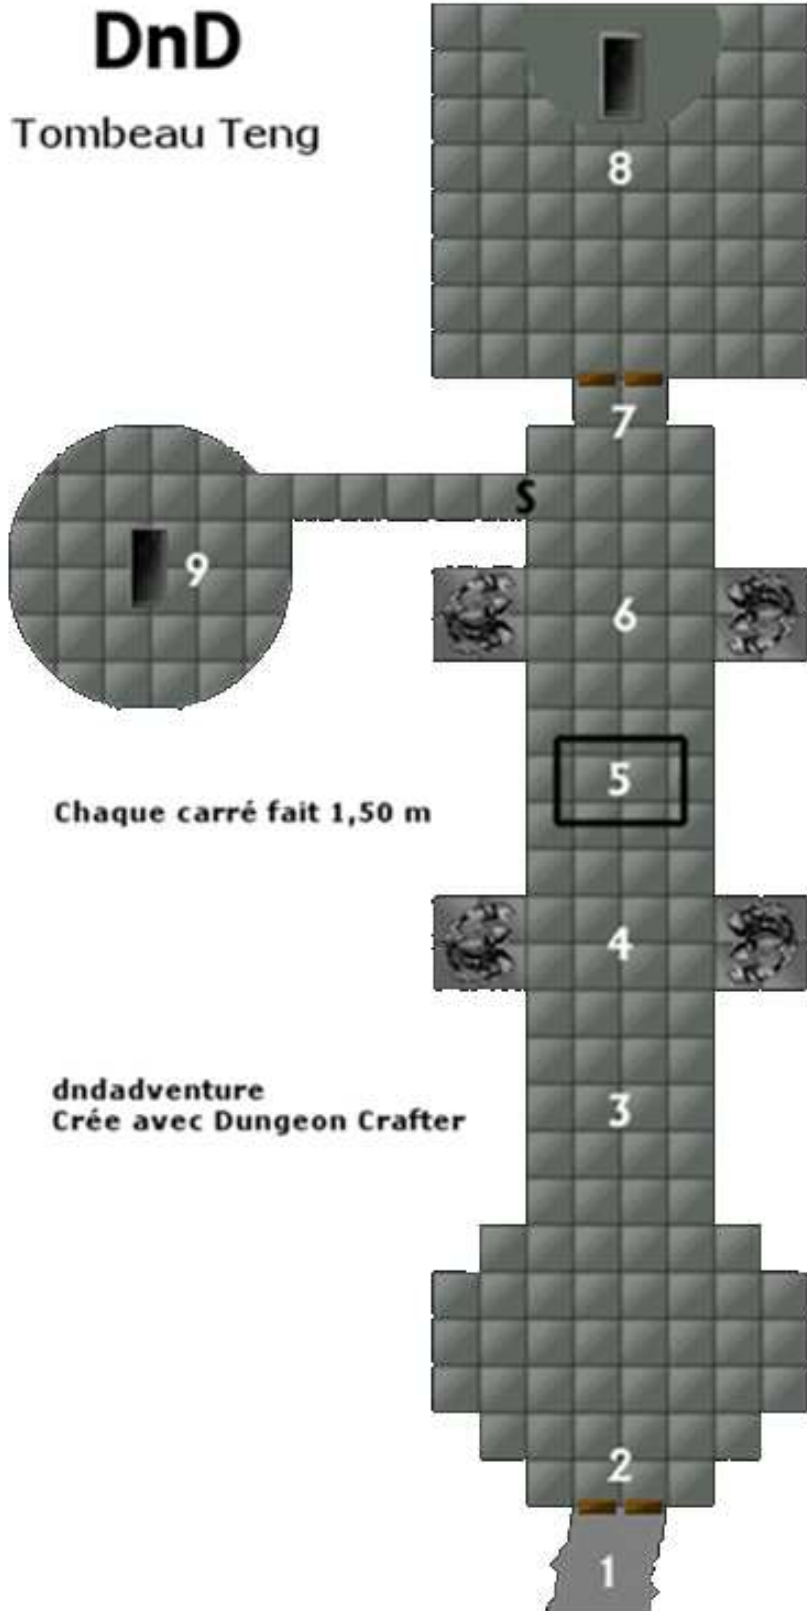 DnD
Tombeau Teng
8
7
S
9
6
5
Chaque carré fait 1,50 m
4
dndadventure
Crée avec Dungeon Crafter
3
2
1